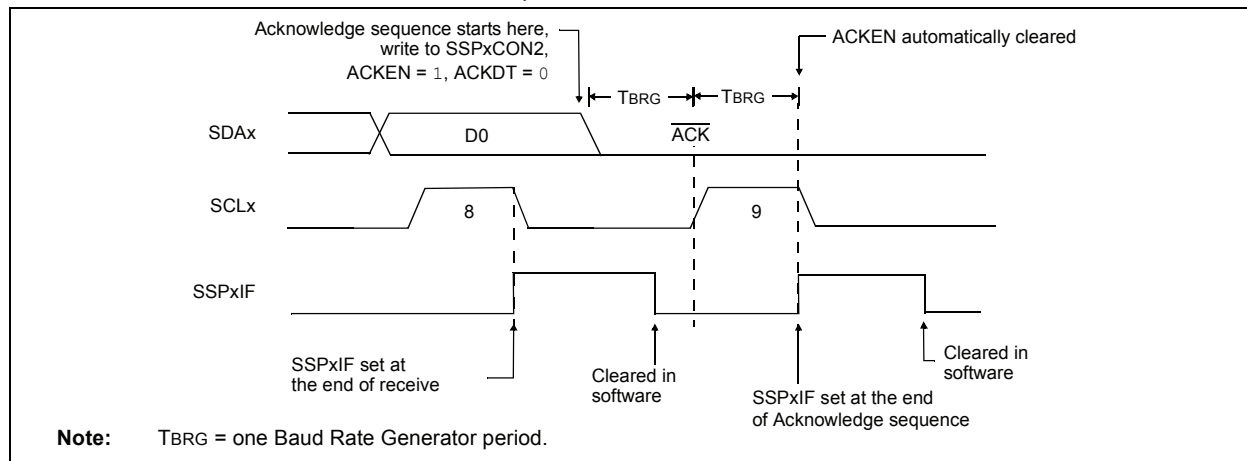 Acknowledge sequence starts here,
write to SSPxCON2,
ACKEN = 1, ACKDT = 0
ACKEN automatically cleared
TBRG
TBRG
SDAx
D0
ACK
SCLx
8
9
SSPxIF
SSPxIF set at
the end of receive
Cleared in
software
SSPxIF set at the end
of Acknowledge sequence
Cleared in
software
Note: TBRG = one Baud Rate Generator period.